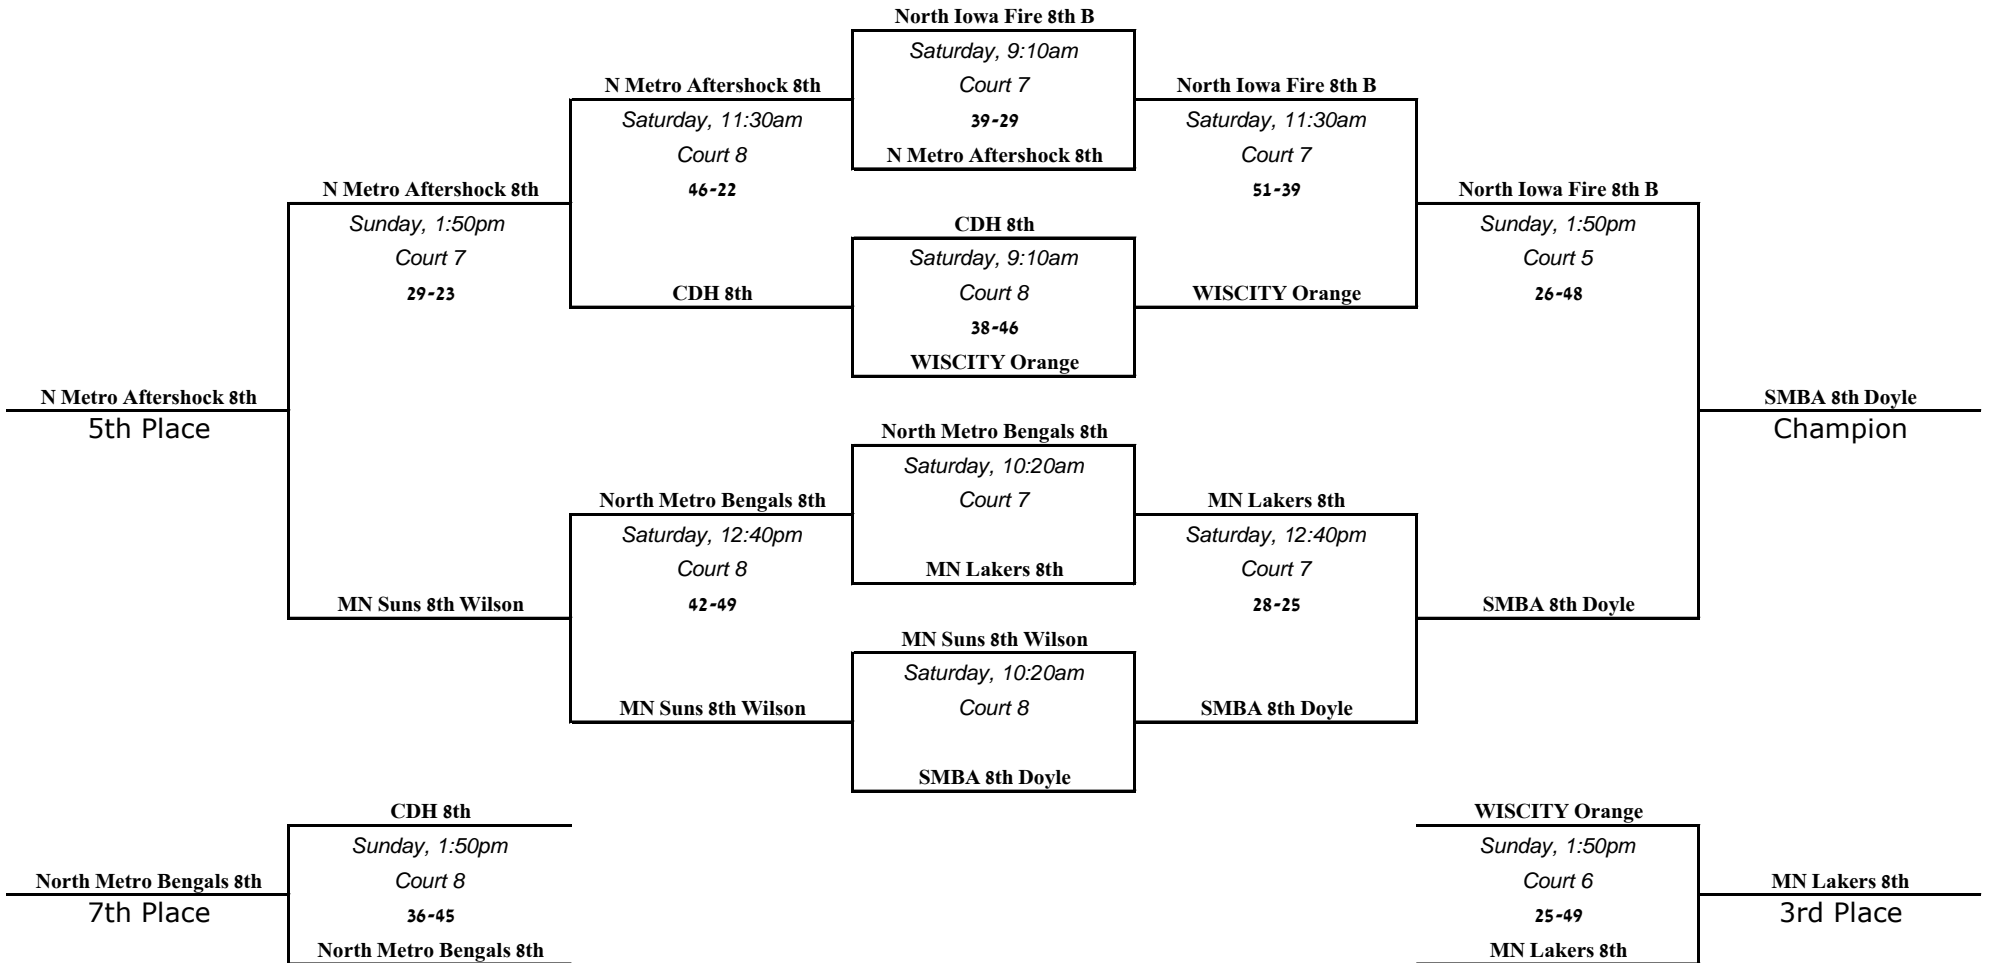 North Iowa Fire 8th B
Saturday, 9:10am
N Metro Aftershock 8th
Court 7
North Iowa Fire 8th B
Saturday, 11:30am
39-29
Saturday, 11:30am
Court 8
N Metro Aftershock 8th
Court 7
N Metro Aftershock 8th
46-22
51-39
North Iowa Fire 8th B
Sunday, 1:50pm
CDH 8th
Sunday, 1:50pm
Court 7
Saturday, 9:10am
Court 5
29-23
CDH 8th
Court 8
WISCITY Orange
26-48
38-46
WISCITY Orange
N Metro Aftershock 8th
SMBA 8th Doyle
5th Place
North Metro Bengals 8th
Champion
Saturday, 10:20am
North Metro Bengals 8th
Court 7
MN Lakers 8th
Saturday, 12:40pm
Saturday, 12:40pm
Court 8
MN Lakers 8th
Court 7
MN Suns 8th Wilson
42-49
28-25
SMBA 8th Doyle
MN Suns 8th Wilson
Saturday, 10:20am
MN Suns 8th Wilson
Court 8
SMBA 8th Doyle
SMBA 8th Doyle
CDH 8th
WISCITY Orange
Sunday, 1:50pm
Sunday, 1:50pm
North Metro Bengals 8th
Court 8
Court 6
MN Lakers 8th
7th Place
36-45
25-49
3rd Place
North Metro Bengals 8th
MN Lakers 8th